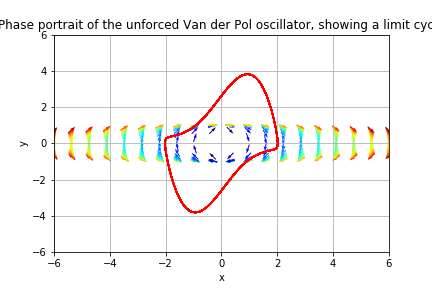 Phase portrait of the unforced Van der Pol oscillator, showing a limit cyc
6
4
2
0
−2
−4
−6
y
−6 −4 −2 0 2 4 6
x